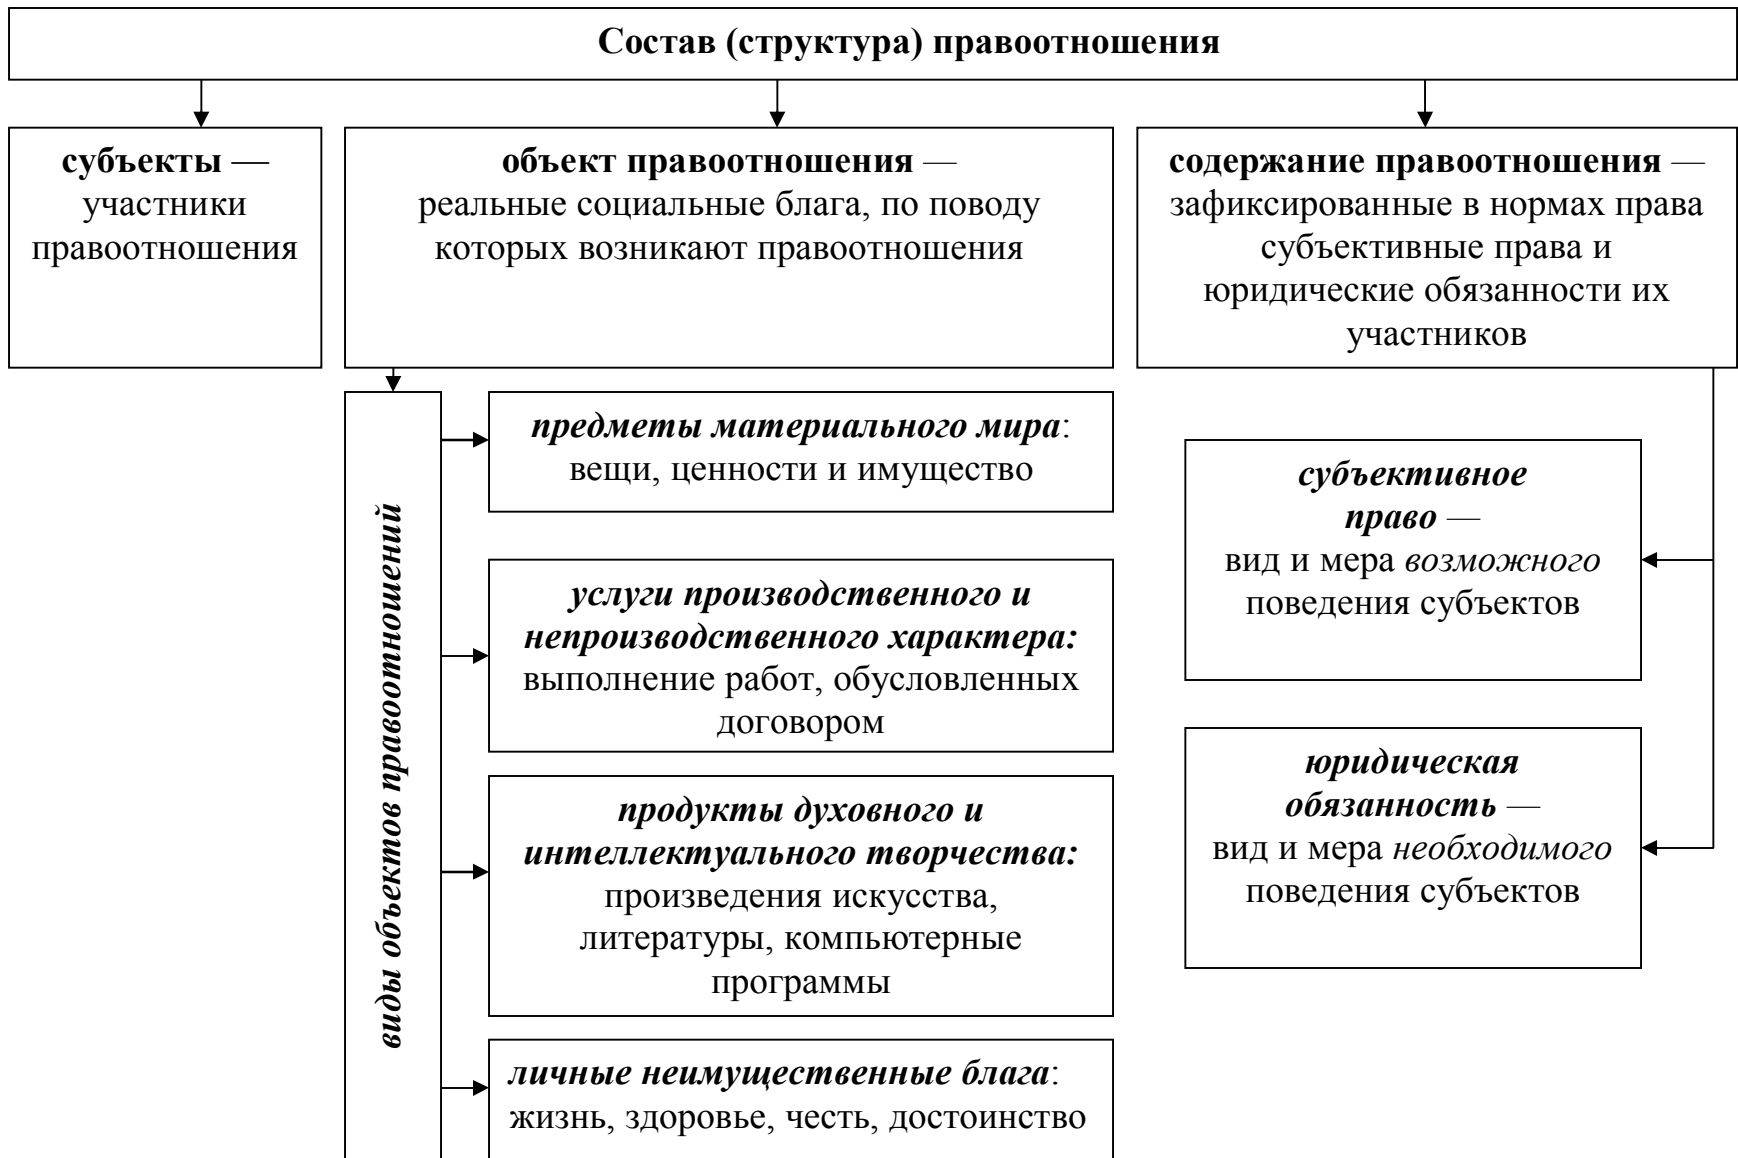 Состав (структура) правоотношения
субъекты —
участники
правоотношения
объект правоотношения —
реальные социальные блага, по поводу
которых возникают правоотношения
содержание правоотношения —
зафиксированные в нормах права
субъективные права и
юридические обязанности их
участников
виды объектов правоотношений
предметы материального мира:
вещи, ценности и имущество
услуги производственного и
непроизводственного характера:
выполнение работ, обусловленных
договором
продукты духовного и
интеллектуального творчества:
произведения искусства,
литературы, компьютерные
программы
личные неимущественные блага:
жизнь, здоровье, честь, достоинство
субъективное
право —
вид и мера возможного
поведения субъектов
юридическая
обязанность —
вид и мера необходимого
поведения субъектов